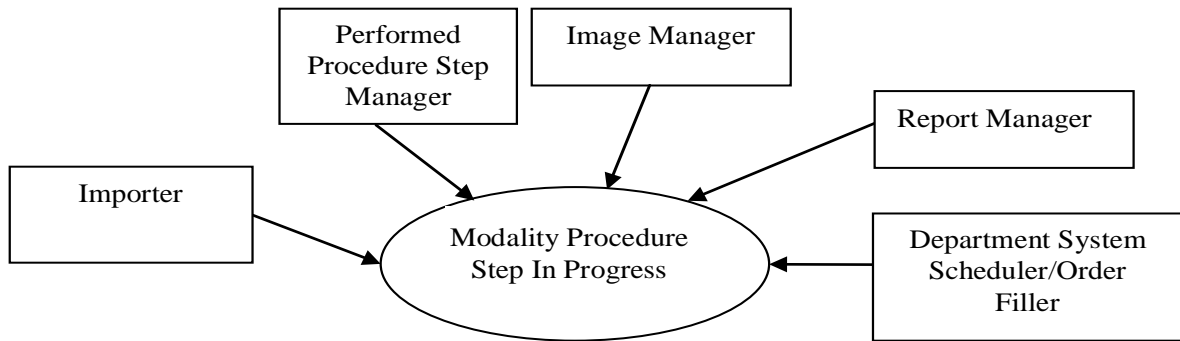 Performed
Procedure Step
Manager
Image Manager
Report Manager
Importer
Modality Procedure
Step In Progress
Department System
Scheduler/Order
Filler